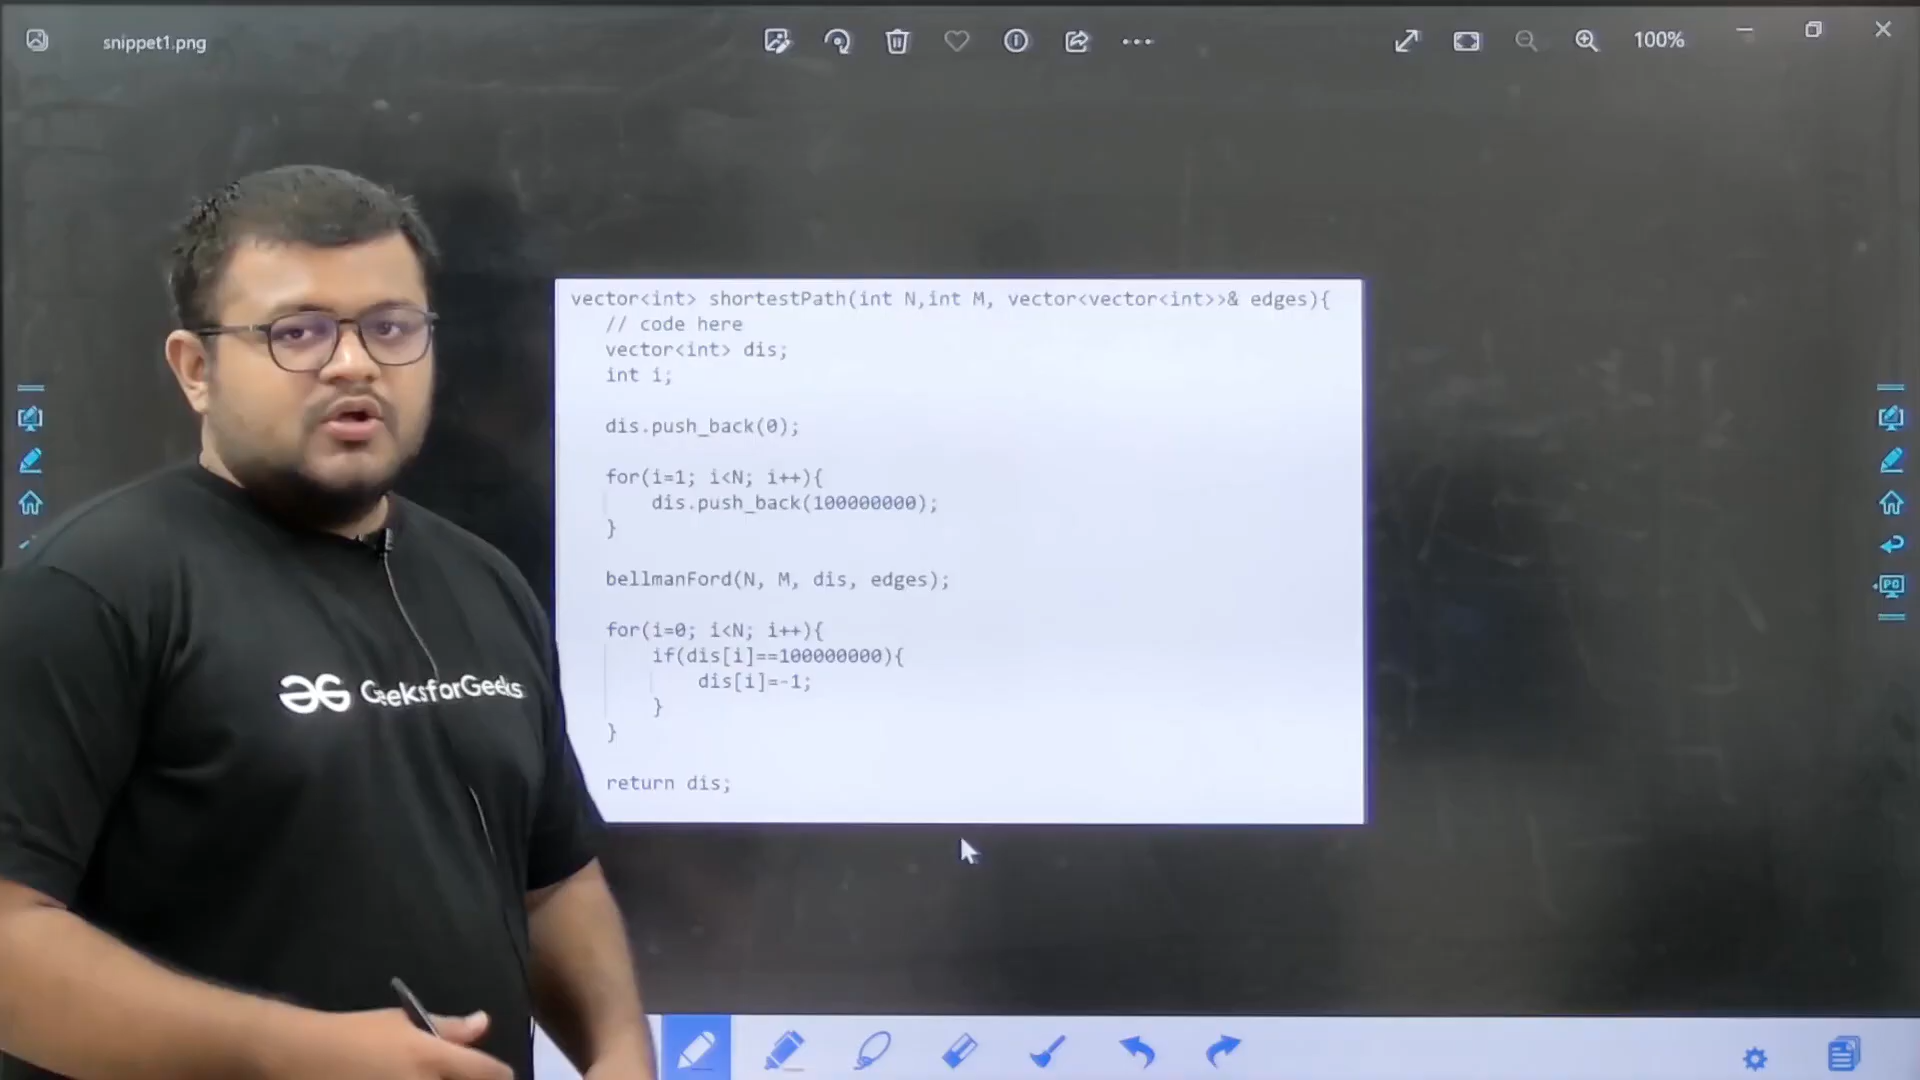 snippet1.png
100%
vector<int> shortestPath(int N,int M, vector<vector<int>>& edges){
// code here
vector<int> dis;
int i;
dis.push_back(0);
for(i=1; i<N; i++){
dis.push_back(100000000);
}
bellmanFord(N, M, dis, edges);
for(i=0; i<N; i++){
if(dis[i]==100000000){
dis[i]=-1;
}
}
return dis;
GeeksforGeeks
PQ